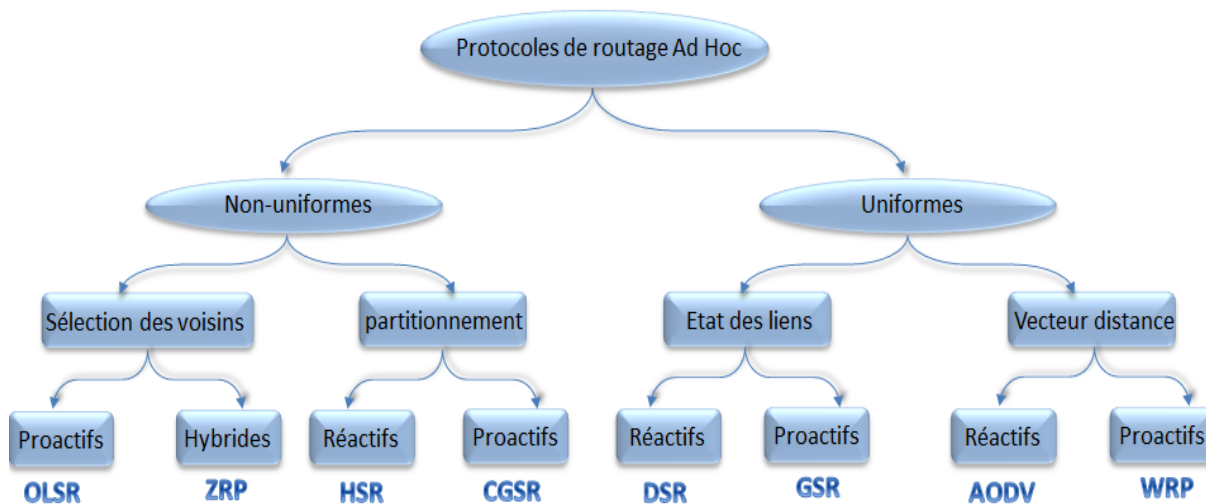 Protocoles de routage Ad Hoc
Non-uniformes
Uniformes
Sélection des voisins
partitionnement
Etat des liens
Vecteur distance
Proactifs
Hybrides
Réactifs
Proactifs
Réactifs
Proactifs
Réactifs
Proactifs
OLSR
ZRP
HSR
CGSR
DSR
GSR
AODV
WRP